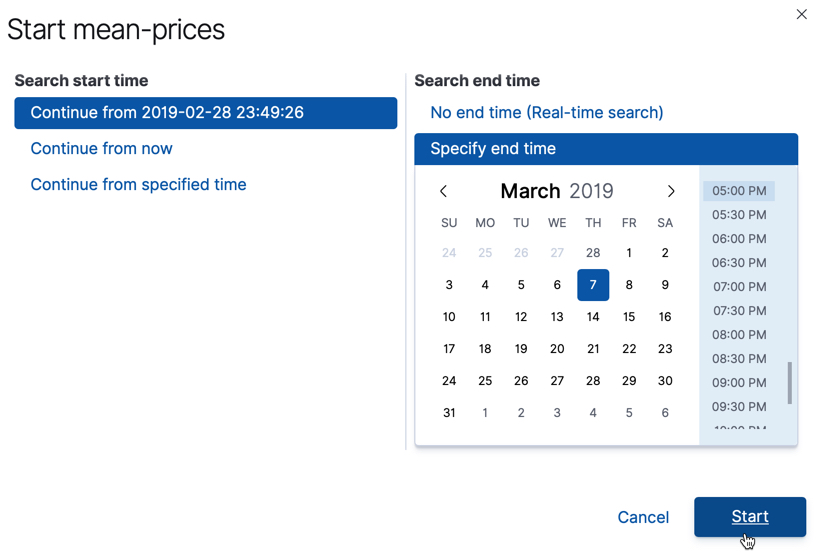 Start mean-prices
Search start time
Continue from 2019-02-28 23:49:26
Continue from now
Continue from specified time
Search end time
No end time (Real-time search)
Specify end time
March 2019
SU MO TU WE TH FR SA
24 25 26 27 28 1 2
3 4 5 6 7 8 9
10 11 12 13 14 15 16
17 18 19 20 21 22 23
24 25 26 27 28 29 30
31 1 2 3 4 5 6
05:00 PM
05:30 PM
06:00 PM
06:30 PM
07:00 PM
07:30 PM
08:00 PM
08:30 PM
09:00 PM
09:30 PM
10:00 PM
Cancel
Start